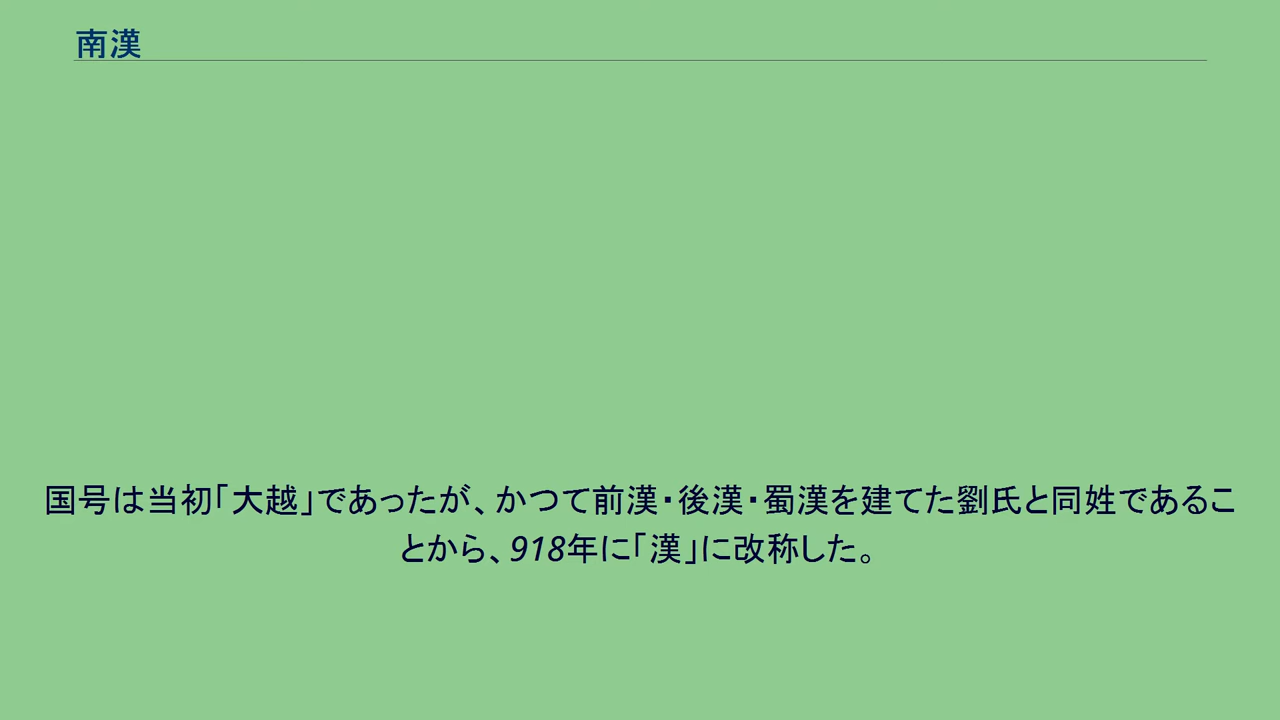 南漢
国号は当初「大越」であったが、かつて前漢・後漢・蜀漢を建てた劉氏と同姓であるこ
とから、918年に「漢」に改称した。